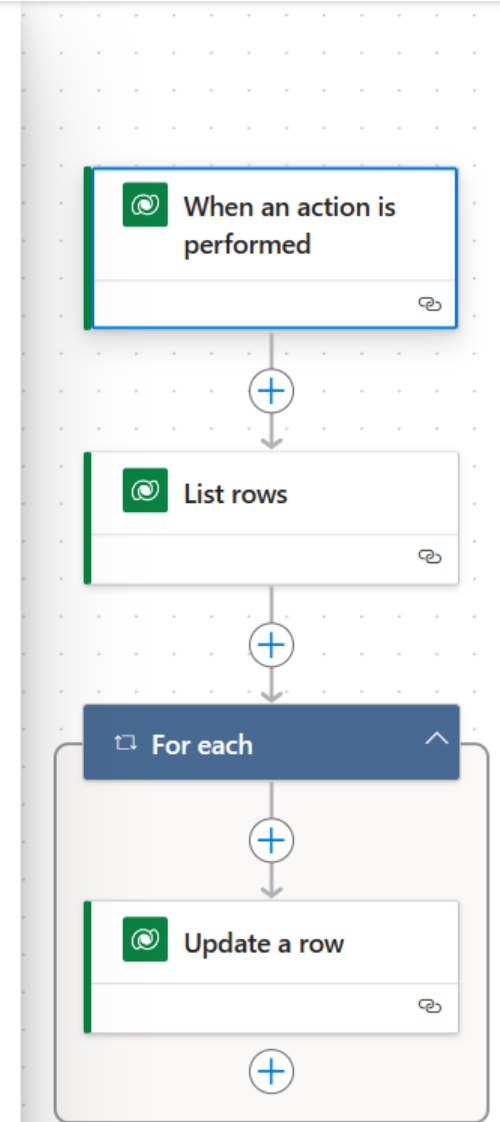 When an action is
performed
List rows
For each
Update a row